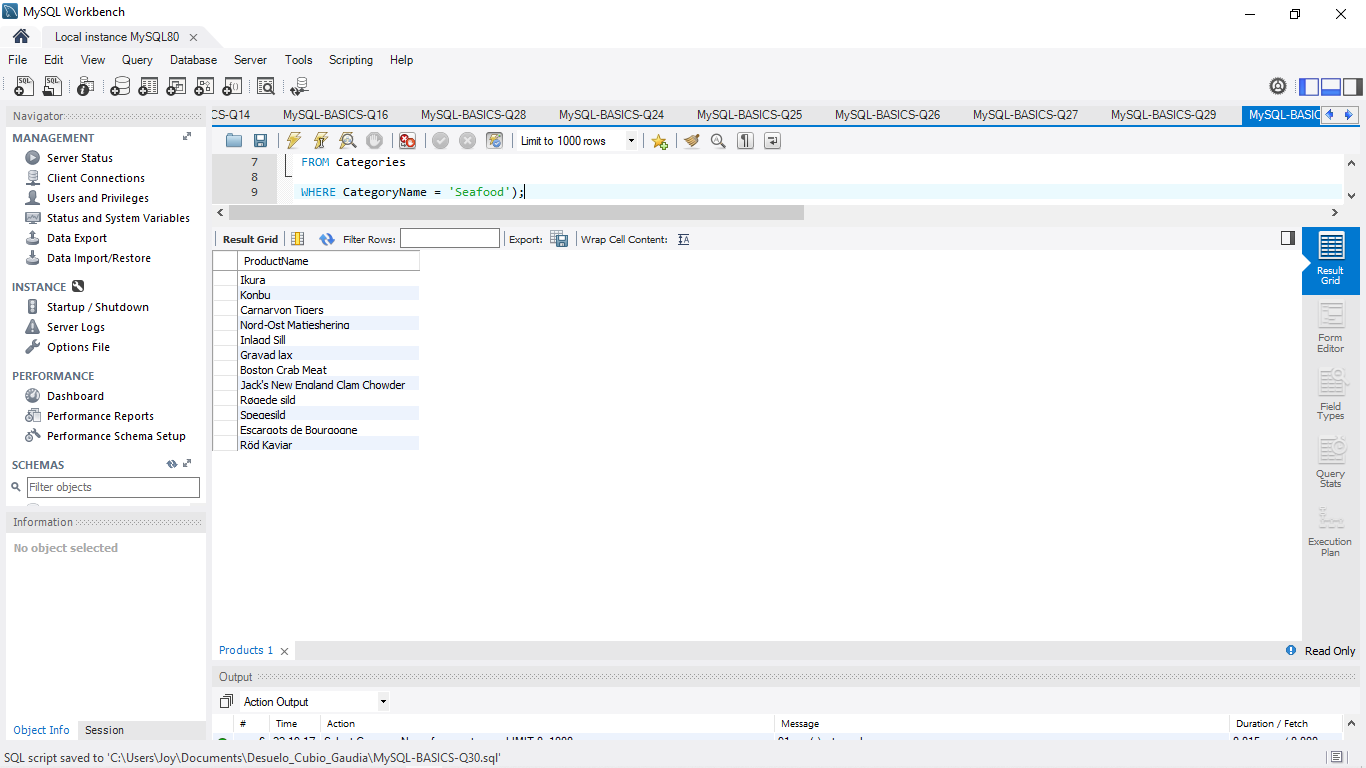 MySQL Workbench
Local instance MySQL80
File Edit View Query Database Server Tools Scripting Help
Navigator
MANAGEMENT
Server Status
Client Connections
Users and Privileges
Status and System Variables
Data Export
Data Import/Restore
INSTANCE
Startup / Shutdown
Server Logs
Options File
PERFORMANCE
Dashboard
Performance Reports
Performance Schema Setup
SCHEMAS
Filter objects
Information
No object selected
Object Info Session
CS-Q14 MySQL-BASICS-Q16 MySQL-BASICS-Q28 MySQL-BASICS-Q24 MySQL-BASICS-Q25 MySQL-BASICS-Q26 MySQL-BASICS-Q27 MySQL-BASICS-Q29 MySQL-BASIC
Limit to 1000 rows
7 FROM Categories
8
9 WHERE CategoryName = 'Seafood');
Result Grid Filter Rows: Export: Wrap Cell Content:
ProductName
Ikura
Konbu
Carnarvon Tigers
Nord-Ost Matjeshering
Inlagd Sill
Gravad lax
Boston Crab Meat
Jack's New England Clam Chowder
Røgede sild
Spegesild
Escargots de Bourgogne
Röd Kaviar
Result
Grid
Form
Editor
Field
Types
Query
Stats
Execution
Plan
Products 1
Read Only
Output
Action Output
# Time Action Message Duration / Fetch
SQL script saved to 'C:\Users\Joy\Documents\Desuelo_Cubio_Gaudia\MySQL-BASICS-Q30.sql'